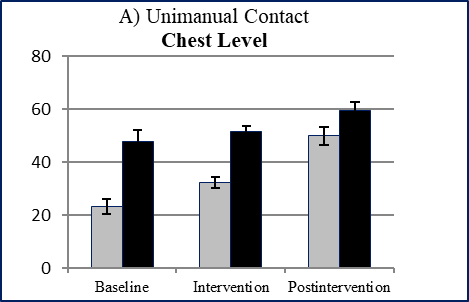 A) Unimanual Contact
Chest Level
80
60
40
20
0
Baseline Intervention Postintervention